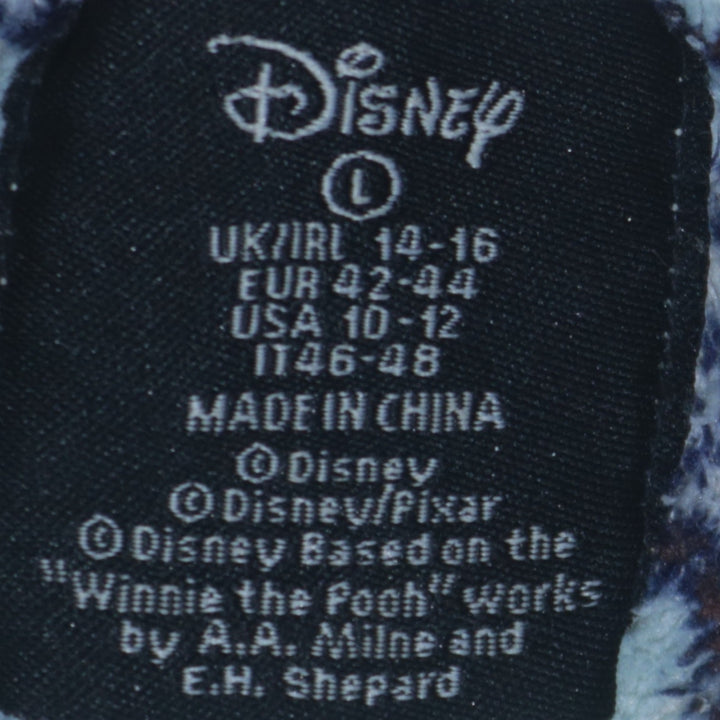 Disney
L
UK/IRL 14-16
EUR 42-44
USA 10-12
IT46-48
MADE IN CHINA
©Disney
©Disney/Pixar
©Disney Based on the
"Winnie the Pooh" works
by A.A. Milne and
E.H. Shepard